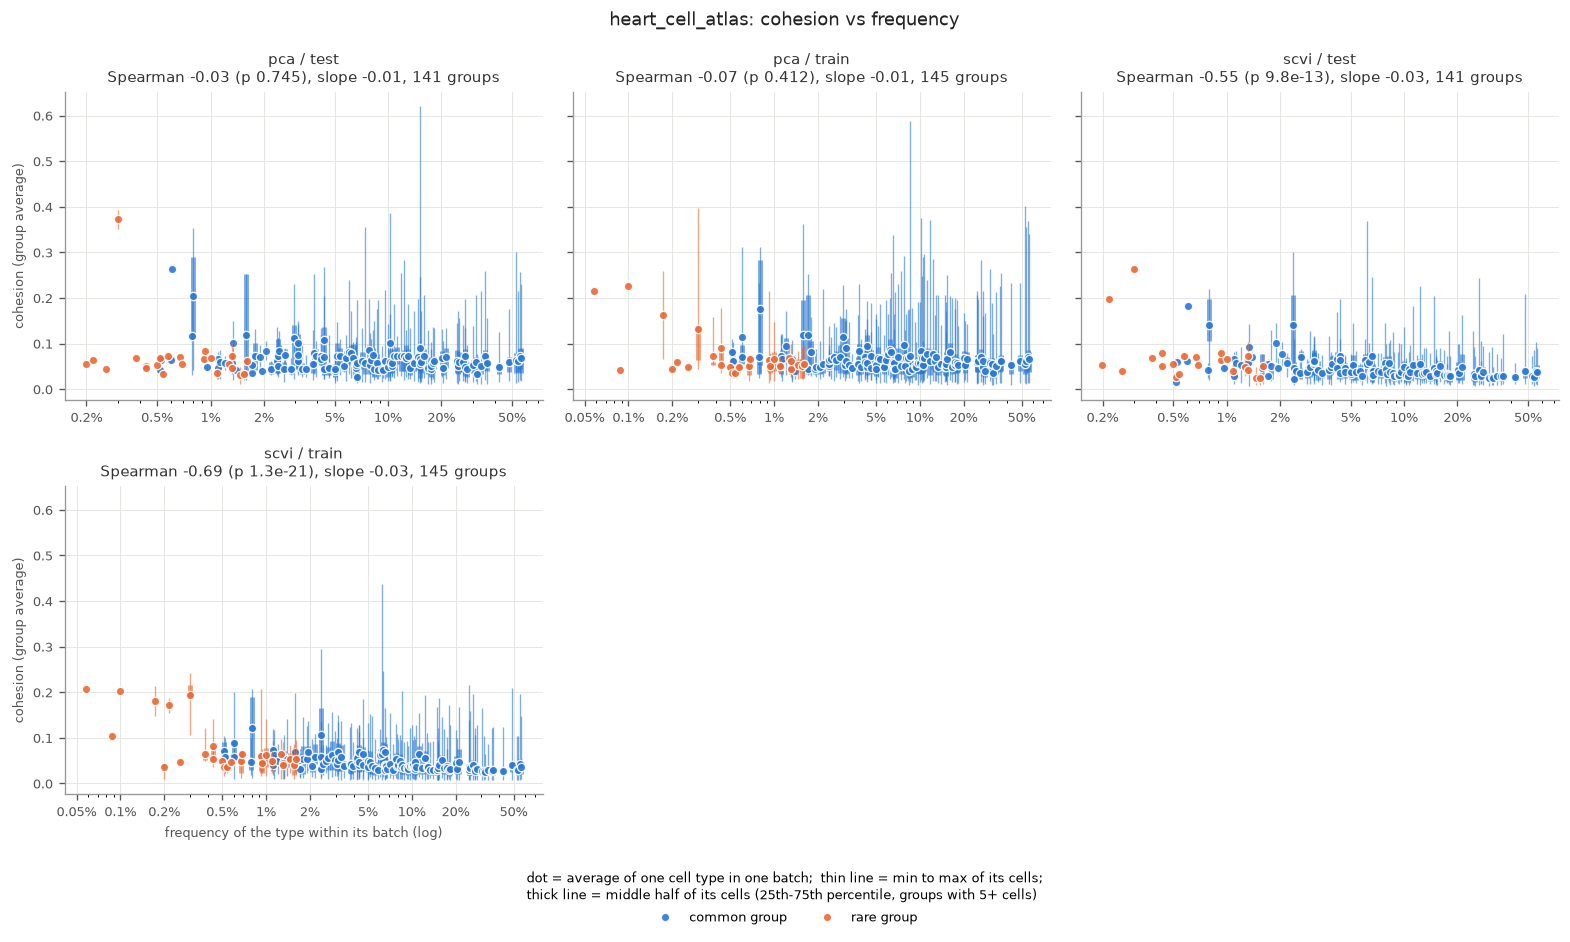 heart_cell_atlas: cohesion vs frequency
pca / test
Spearman -0.03 (p 0.745), slope -0.01, 141 groups
pca / train
Spearman -0.07 (p 0.412), slope -0.01, 145 groups
scvi / test
Spearman -0.55 (p 9.8e-13), slope -0.03, 141 groups
cohesion (group average)
0.6
0.5
0.4
0.3
0.2
0.1
0.0
0.2% 0.5% 1% 2% 5% 10% 20% 50%
0.05% 0.1% 0.2% 0.5% 1% 2% 5% 10% 20% 50%
0.2% 0.5% 1% 2% 5% 10% 20% 50%
scvi / train
Spearman -0.69 (p 1.3e-21), slope -0.03, 145 groups
cohesion (group average)
0.6
0.5
0.4
0.3
0.2
0.1
0.0
0.05% 0.1% 0.2% 0.5% 1% 2% 5% 10% 20% 50%
frequency of the type within its batch (log)
dot = average of one cell type in one batch; thin line = min to max of its cells;
thick line = middle half of its cells (25th-75th percentile, groups with 5+ cells)
common group
rare group